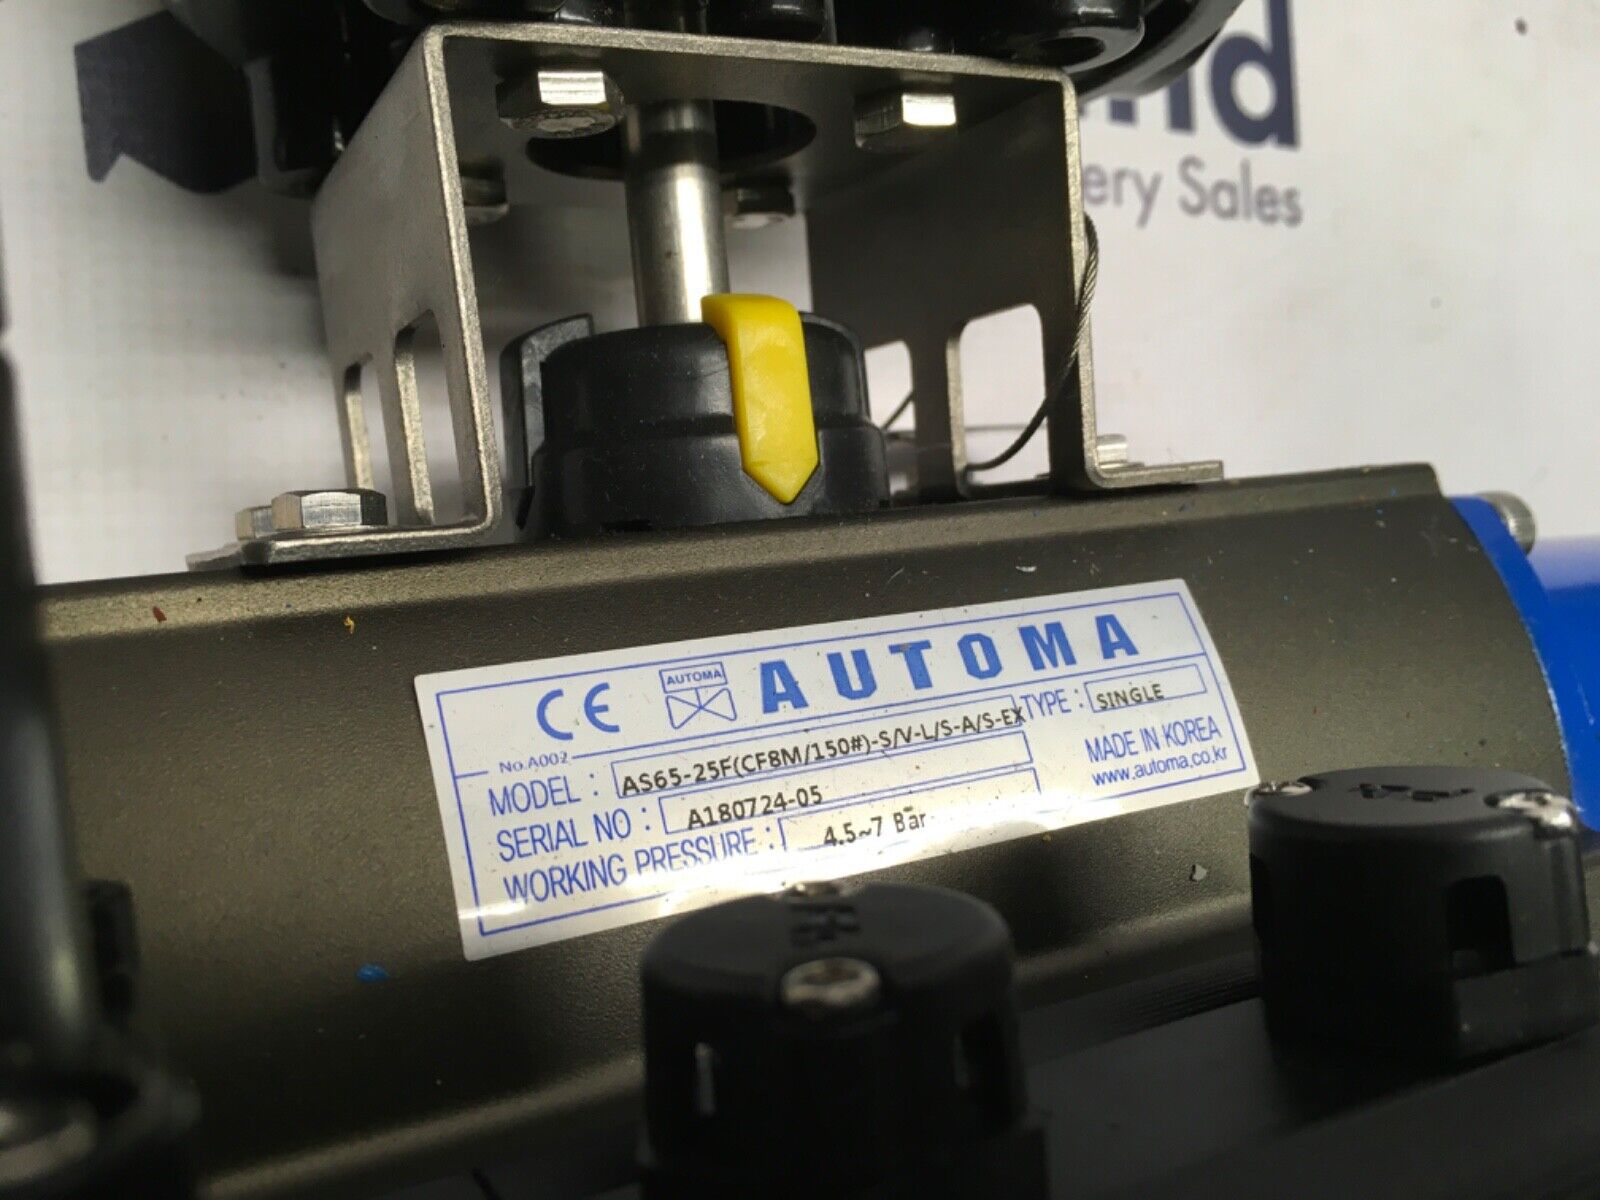 nd
ery Sales
CE AUTOMA AUTOMA
No.A002
MODEL : AS65-25F(CF8M/150#)-S/V-L/S-A/S-EX TYPE : SINGLE
SERIAL NO : A180724-05 MADE IN KOREA
WORKING PRESSURE : 4.5~7 Bar www.automa.co.kr